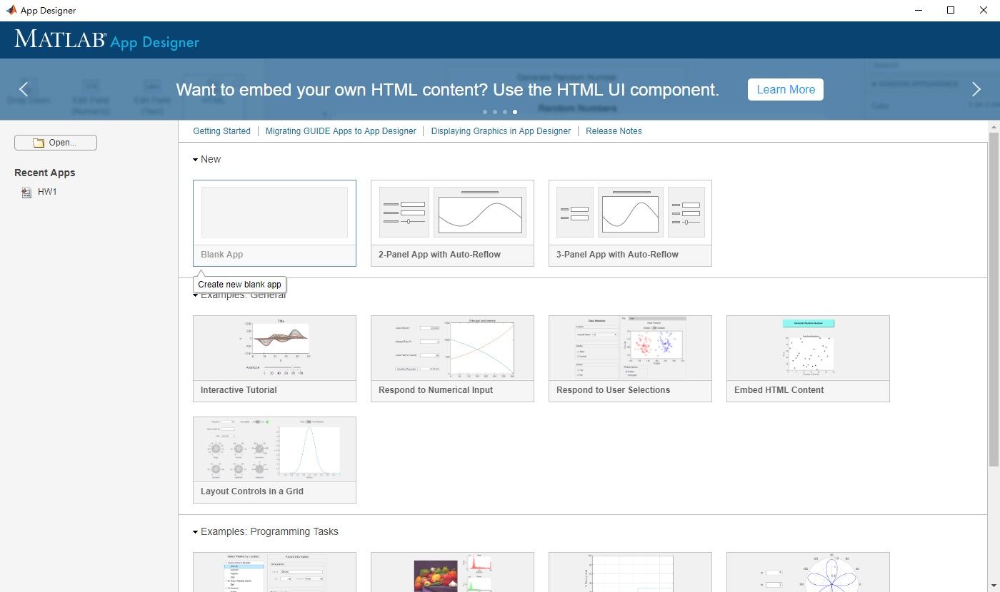 App Designer
MATLAB® App Designer
Want to embed your own HTML content? Use the HTML UI component.
Learn More
Open...
Recent Apps
HW1
Getting Started
Migrating GUIDE Apps to App Designer
Displaying Graphics in App Designer
Release Notes
New
Blank App
2-Panel App with Auto-Reflow
3-Panel App with Auto-Reflow
Create new blank app
Examples: General
Interactive Tutorial
Respond to Numerical Input
Respond to User Selections
Embed HTML Content
Layout Controls in a Grid
Examples: Programming Tasks